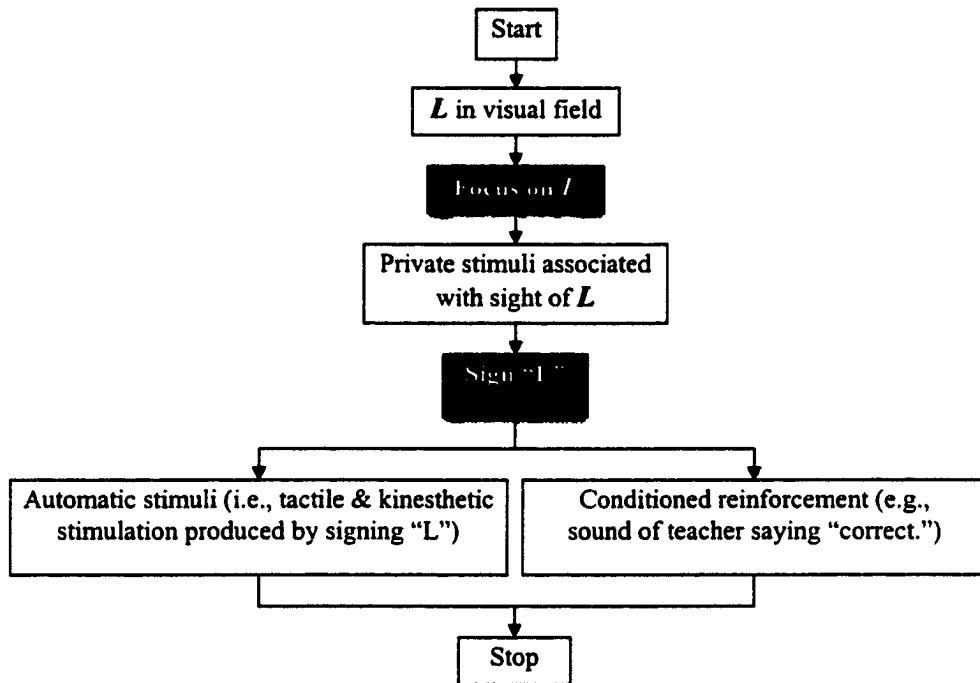 Start
L in visual field
Focus on L
Private stimuli associated
with sight of L
Sign "L"
Automatic stimuli (i.e., tactile & kinesthetic
stimulation produced by signing “L”)
Conditioned reinforcement (e.g.,
sound of teacher saying “correct.”)
Stop